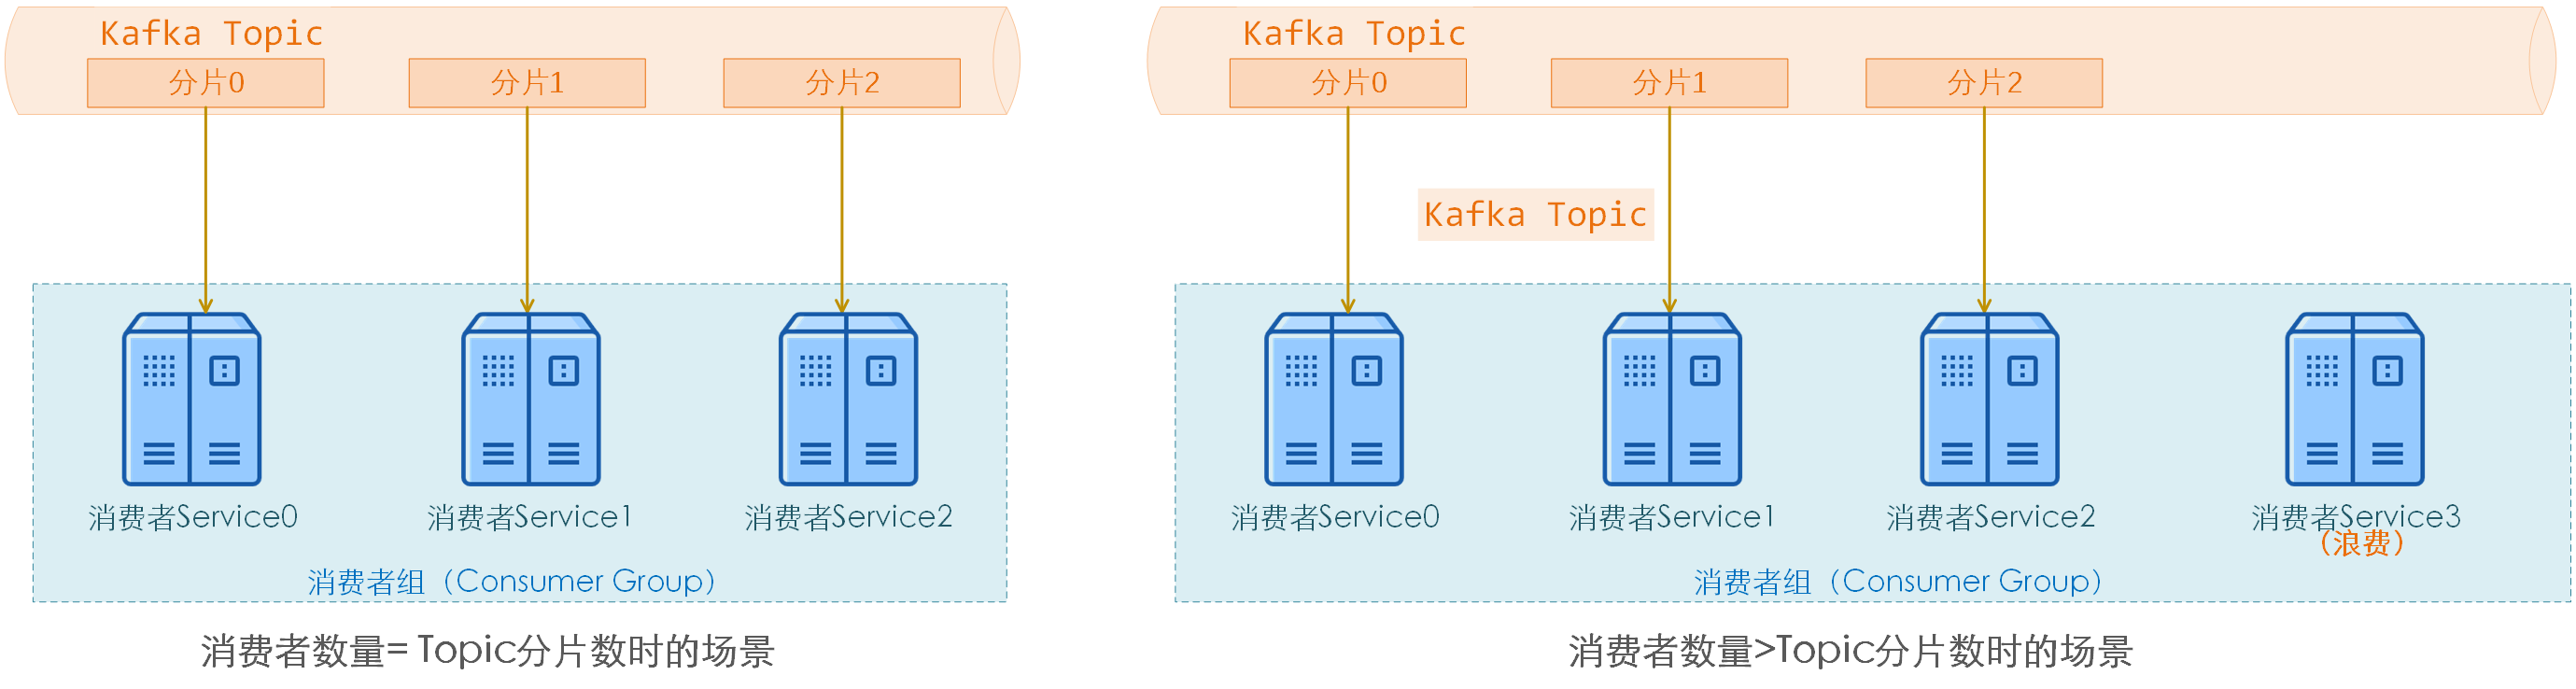 Kafka Topic
分片0
分片1
分片2
消费者Service0
消费者Service1
消费者Service2
消费者组（Consumer Group）
消费者数量= Topic分片数时的场景
Kafka Topic
分片0
分片1
分片2
Kafka Topic
消费者Service0
消费者Service1
消费者Service2
消费者Service3
（浪费）
消费者组（Consumer Group）
消费者数量>Topic分片数时的场景